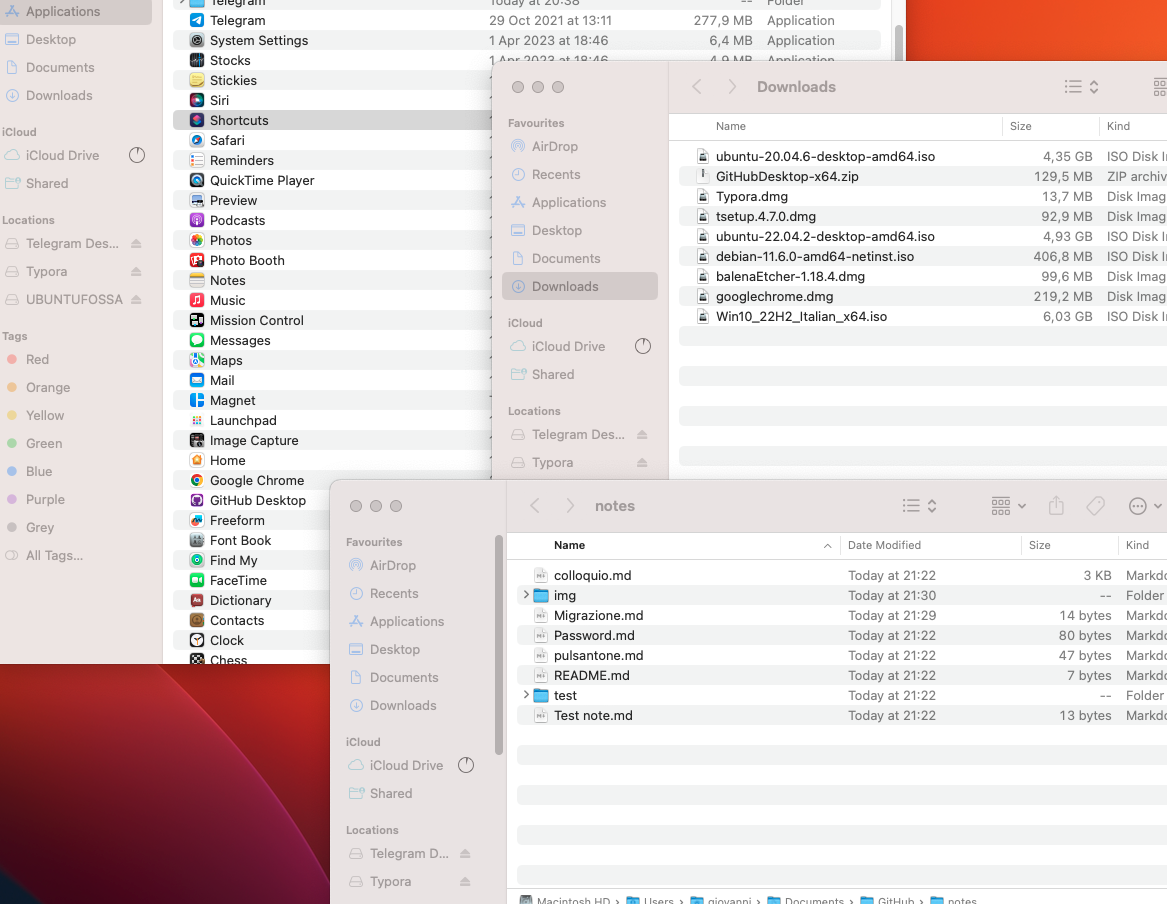 Applications
Desktop
Documents
Downloads
iCloud
iCloud Drive
Shared
Locations
Telegram Des...
Typora
UBUNTUFOSSA
Tags
Red
Orange
Yellow
Green
Blue
Purple
Grey
All Tags...
Telegram Today at 20:38 -- Folder
Telegram 29 Oct 2021 at 13:11 277,9 MB Application
System Settings 1 Apr 2023 at 18:46 6,4 MB Application
Stocks 1 Apr 2023 at 18:46 4,9 MB Application
Stickies
Siri
Shortcuts
Safari
Reminders
QuickTime Player
Preview
Podcasts
Photos
Photo Booth
Notes
Music
Mission Control
Messages
Maps
Mail
Magnet
Launchpad
Image Capture
Home
Google Chrome
GitHub Desktop
Freeform
Font Book
Find My
FaceTime
Dictionary
Contacts
Clock
Chess
Favourites
AirDrop
Recents
Applications
Desktop
Documents
Downloads
iCloud
iCloud Drive
Shared
Locations
Telegram Des...
Typora
Downloads
Name Size Kind
ubuntu-20.04.6-desktop-amd64.iso 4,35 GB ISO Disk I
GitHubDesktop-x64.zip 129,5 MB ZIP archiv
Typora.dmg 13,7 MB Disk Imag
tsetup.4.7.0.dmg 92,9 MB Disk Imag
ubuntu-22.04.2-desktop-amd64.iso 4,93 GB ISO Disk I
debian-11.6.0-amd64-netinst.iso 406,8 MB ISO Disk I
balenaEtcher-1.18.4.dmg 99,6 MB Disk Imag
googlechrome.dmg 219,2 MB Disk Imag
Win10_22H2_Italian_x64.iso 6,03 GB ISO Disk I
Favourites
AirDrop
Recents
Applications
Desktop
Documents
Downloads
iCloud
iCloud Drive
Shared
Locations
Telegram D...
Typora
notes
Name Date Modified Size Kind
colloquio.md Today at 21:22 3 KB Markdo
img Today at 21:30 -- Folder
Migrazione.md Today at 21:29 14 bytes Markdo
Password.md Today at 21:22 80 bytes Markdo
pulsantone.md Today at 21:22 47 bytes Markdo
README.md Today at 21:22 7 bytes Markdo
test Today at 21:22 -- Folder
Test note.md Today at 21:22 13 bytes Markdo
Macintosh HD › Users › giovanni › Documents › GitHub › notes